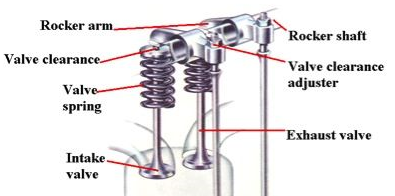 Rocker arm
Rocker shaft
Valve clearance
Valve clearance
adjuster
Valve
spring
Exhaust valve
Intake
valve